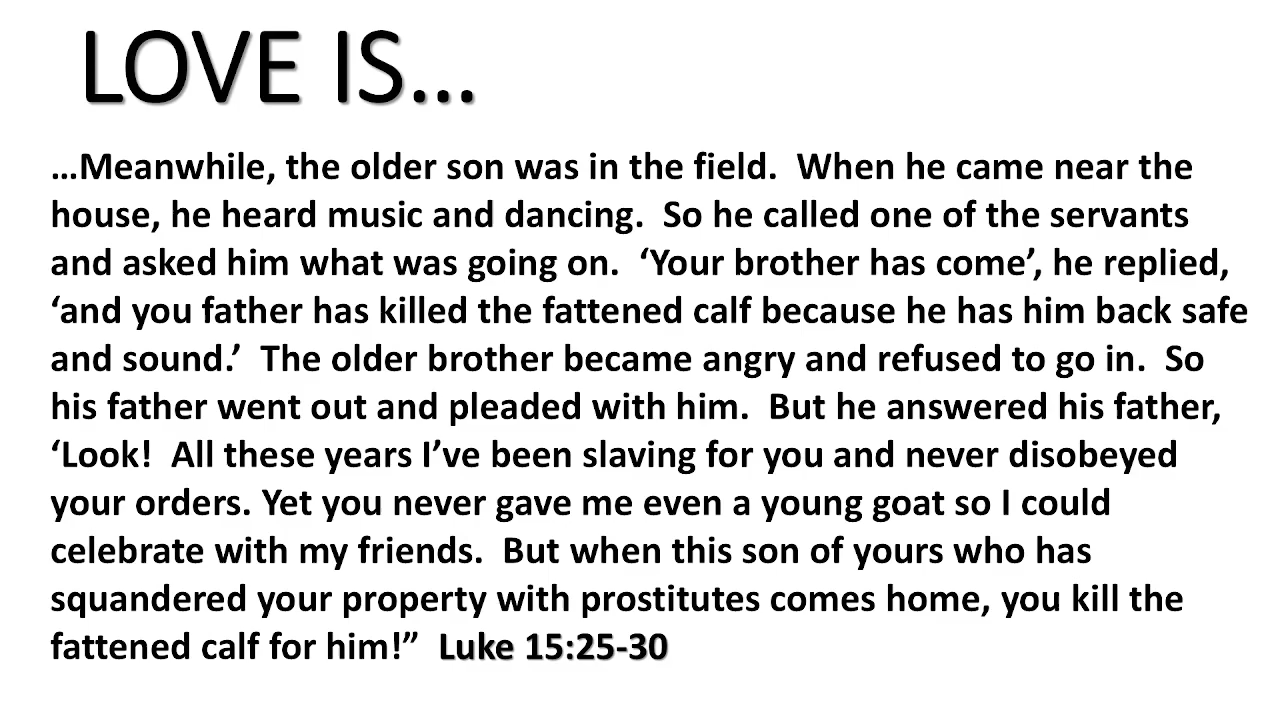 LOVE IS…
…Meanwhile, the older son was in the field.  When he came near the
house, he heard music and dancing.  So he called one of the servants
and asked him what was going on.  ‘Your brother has come’, he replied,
‘and you father has killed the fattened calf because he has him back safe
and sound.’  The older brother became angry and refused to go in.  So
his father went out and pleaded with him.  But he answered his father,
‘Look!  All these years I’ve been slaving for you and never disobeyed
your orders. Yet you never gave me even a young goat so I could
celebrate with my friends.  But when this son of yours who has
squandered your property with prostitutes comes home, you kill the
fattened calf for him!”  Luke 15:25-30